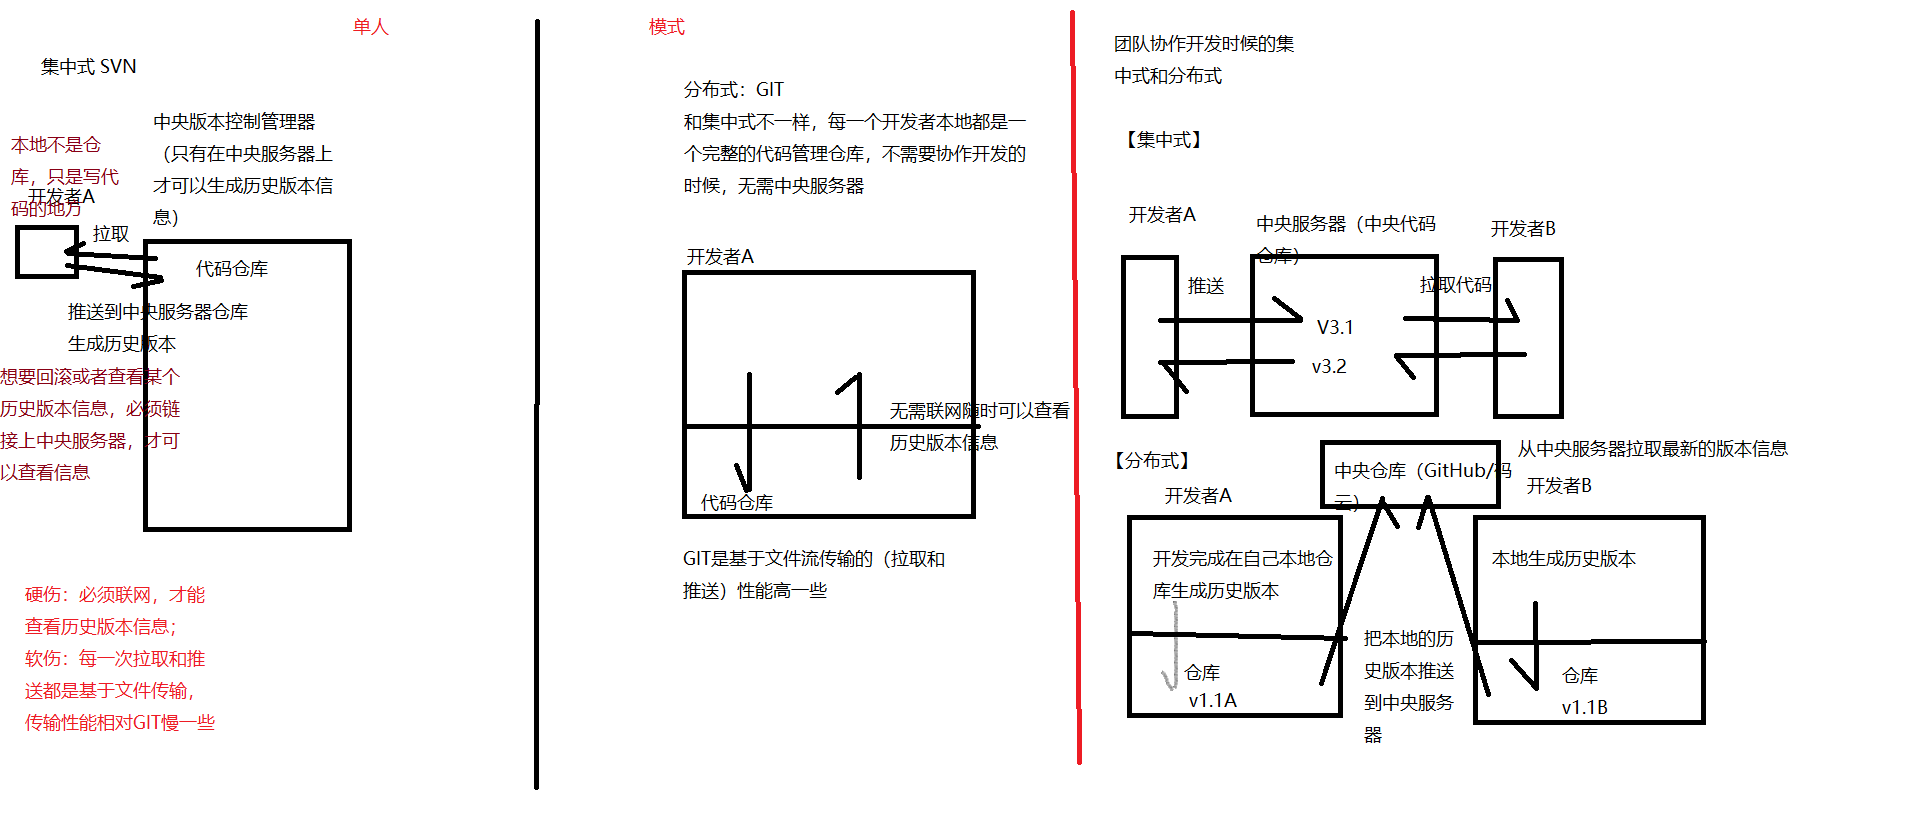 单人
集中式 SVN
本地不是仓
库，只是写代
码的地方
开发者A
中央版本控制管理器
（只有在中央服务器上
才可以生成历史版本信
息）
拉取
代码仓库
推送到中央服务器仓库
生成历史版本
想要回滚或者查看某个
历史版本信息，必须链
接上中央服务器，才可
以查看信息
硬伤：必须联网，才能
查看历史版本信息；
软伤：每一次拉取和推
送都是基于文件传输，
传输性能相对GIT慢一些
模式
分布式：GIT
和集中式不一样，每一个开发者本地都是一
个完整的代码管理仓库，不需要协作开发的
时候，无需中央服务器
开发者A
无需联网随时可以查看
历史版本信息
代码仓库
GIT是基于文件流传输的（拉取和
推送）性能高一些
团队协作开发时候的集
中式和分布式
【集中式】
开发者A
中央服务器（中央代码
仓库）
开发者B
推送
拉取代码
V3.1
v3.2
【分布式】
中央仓库（GitHub/码
云）
从中央服务器拉取最新的版本信息
开发者A
开发者B
开发完成在自己本地仓
库生成历史版本
本地生成历史版本
仓库
v1.1A
把本地的历
史版本推送
到中央服务
器
仓库
v1.1B